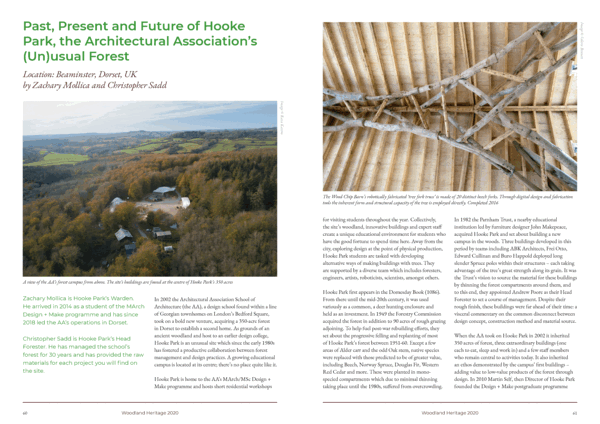 Past, Present and Future of Hooke
Park, the Architectural Association's
(Un)usual Forest
Location: Beaminster, Dorset, UK
by Zachary Mollica and Christopher Sadd
A view of the AA's forest campus from above. The site's buildings are found at the centre of Hooke Park's 350 acres
Zachary Mollica is Hooke Park's Warden.
He arrived in 2014 as a student of the MArch
Design + Make programme and has since
2018 led the AA's operations in Dorset.
Christopher Sadd is Hooke Park's Head
Forester. He has managed the school's
forest for 30 years and has provided the raw
materials for each project you will find on
the site.
In 2002 the Architectural Association School of
Architecture (the AA), a design school found within a line
of Georgian townhomes on London's Bedford Square,
took on a bold new venture, acquiring a 350 acre forest
in Dorset to establish a second home. As grounds of an
ancient woodland and host to an earlier design college,
Hooke Park is an unusual site which since the early 1980s
has fostered a productive collaboration between forest
management and design practice. A growing educational
campus is located at its centre; there's no place quite like it.
Hooke Park is home to the AA's MArch/MSc Design +
Make programme and hosts short residential workshops
40
Woodland Heritage 2020
The Wood Chip Barn's robotically fabricated 'tree fork truss' is made of 20 distinct beech forks. Through digital design and fabrication
tools the inherent form and structural capacity of the tree is employed directly. Completed 2016
for visiting students throughout the year. Collectively,
the site's woodland, innovative buildings and expert staff
create a unique educational environment for students who
have the good fortune to spend time here. Away from the
city, exploring design at the point of physical production,
Hooke Park students are tasked with developing
alternative ways of making buildings with trees. They
are supported by a diverse team which includes foresters,
engineers, artists, roboticists, scientists, amongst others.
Hooke Park first appears in the Domesday Book (1086).
From there until the mid 20th century, it was used
variously as a common, a deer hunting enclosure and
held as an investment. In 1949 the Forestry Commission
acquired the forest in addition to 90 acres of rough grazing
adjoining. To help fuel post-war rebuilding efforts, they
set about the progressive felling and replanting of most
of Hooke Park's forest between 1951-60. Except a few
areas of Alder carr and the odd Oak tree, native species
were replaced with those predicted to be of greater value,
including Beech, Norway Spruce, Douglas Fir, Western
Red Cedar and more. These were planted in mono-
specied compartments which due to minimal thinning
taking place until the 1980s, suffered from overcrowding.
In 1982 the Parnham Trust, a nearby educational
institution led by furniture designer John Makepeace,
acquired Hooke Park and set about building a new
campus in the woods. Three buildings developed in this
period by teams including ABK Architects, Frei Otto,
Edward Cullinan and Buro Happold deployed long
slender Spruce poles within their structures – each taking
advantage of the tree's great strength along its grain. It was
the Trust's vision to source the material for these buildings
by thinning the forest compartments around them, and
to this end, they appointed Andrew Poore as their Head
Forester to set a course of management. Despite their
rough finish, these buildings were far ahead of their time: a
visceral commentary on the common disconnect between
design concept, construction method and material source.
When the AA took on Hooke Park in 2002 it inherited
350 acres of forest, three extraordinary buildings (one
each to eat, sleep and work in) and a few staff members
who remain central to activities today. It also inherited
an ethos demonstrated by the campus' first buildings –
adding value to low-value products of the forest through
design. In 2010 Martin Self, then Director of Hooke Park
founded the Design + Make postgraduate programme
Woodland Heritage 2020
41